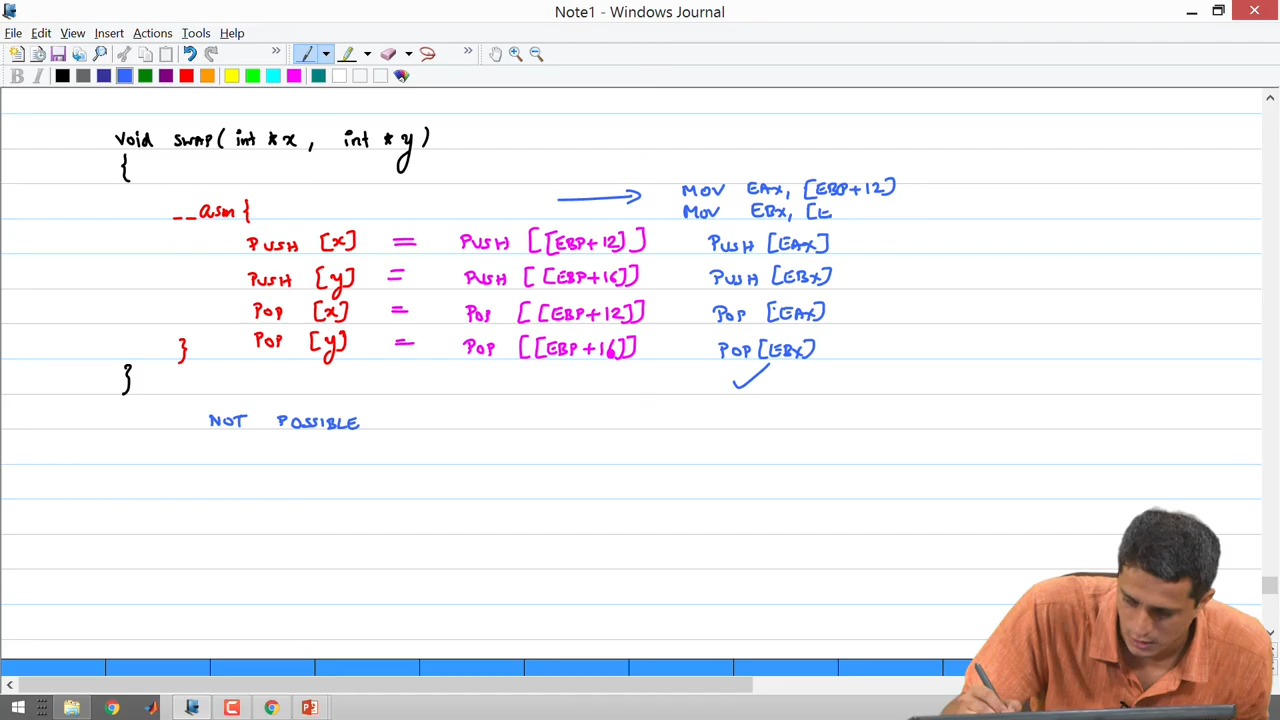 Note1 - Windows Journal
File Edit View Insert Actions Tools Help
B I
void SWAP( int *x , int *y )
{
MOV EAX, [EBP+12]
__asm{ MOV EBX, [E
PUSH [x] = PUSH [[EBP+12]] PUSH [EAX]
PUSH [y] = PUSH [[EBP+16]] PUSH [EBX]
POP [x] = POP [[EBP+12]] POP [EAX]
} POP [y] = POP [[EBP+16]] POP [EBX]
}
NOT POSSIBLE